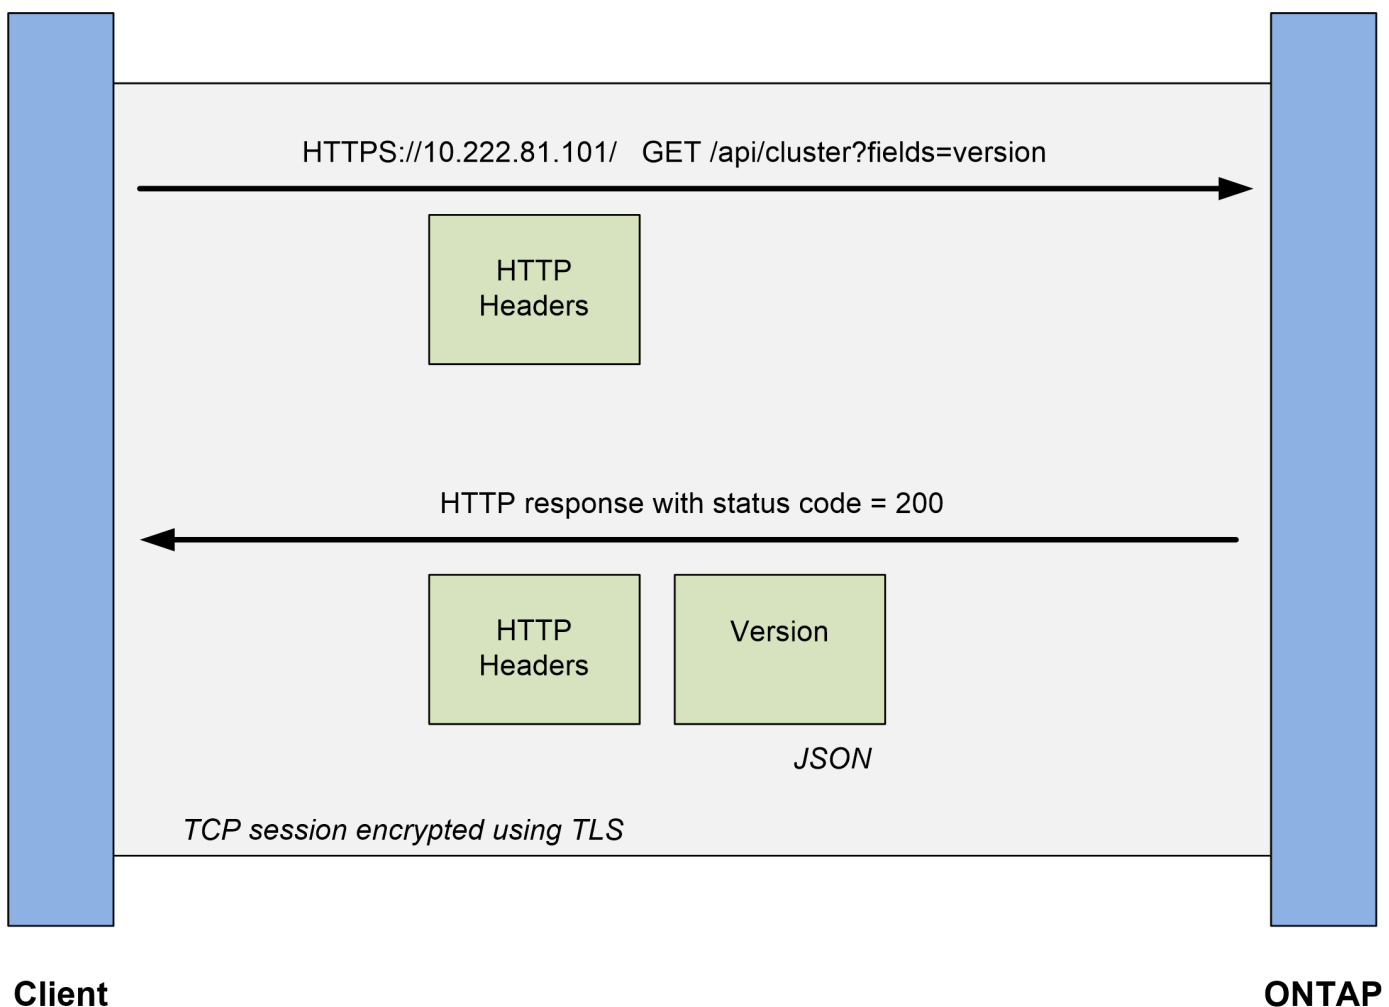 HTTPS://10.222.81.101/   GET /api/cluster?fields=version
HTTP
Headers
HTTP response with status code = 200
HTTP
Headers
Version
JSON
TCP session encrypted using TLS
Client
ONTAP